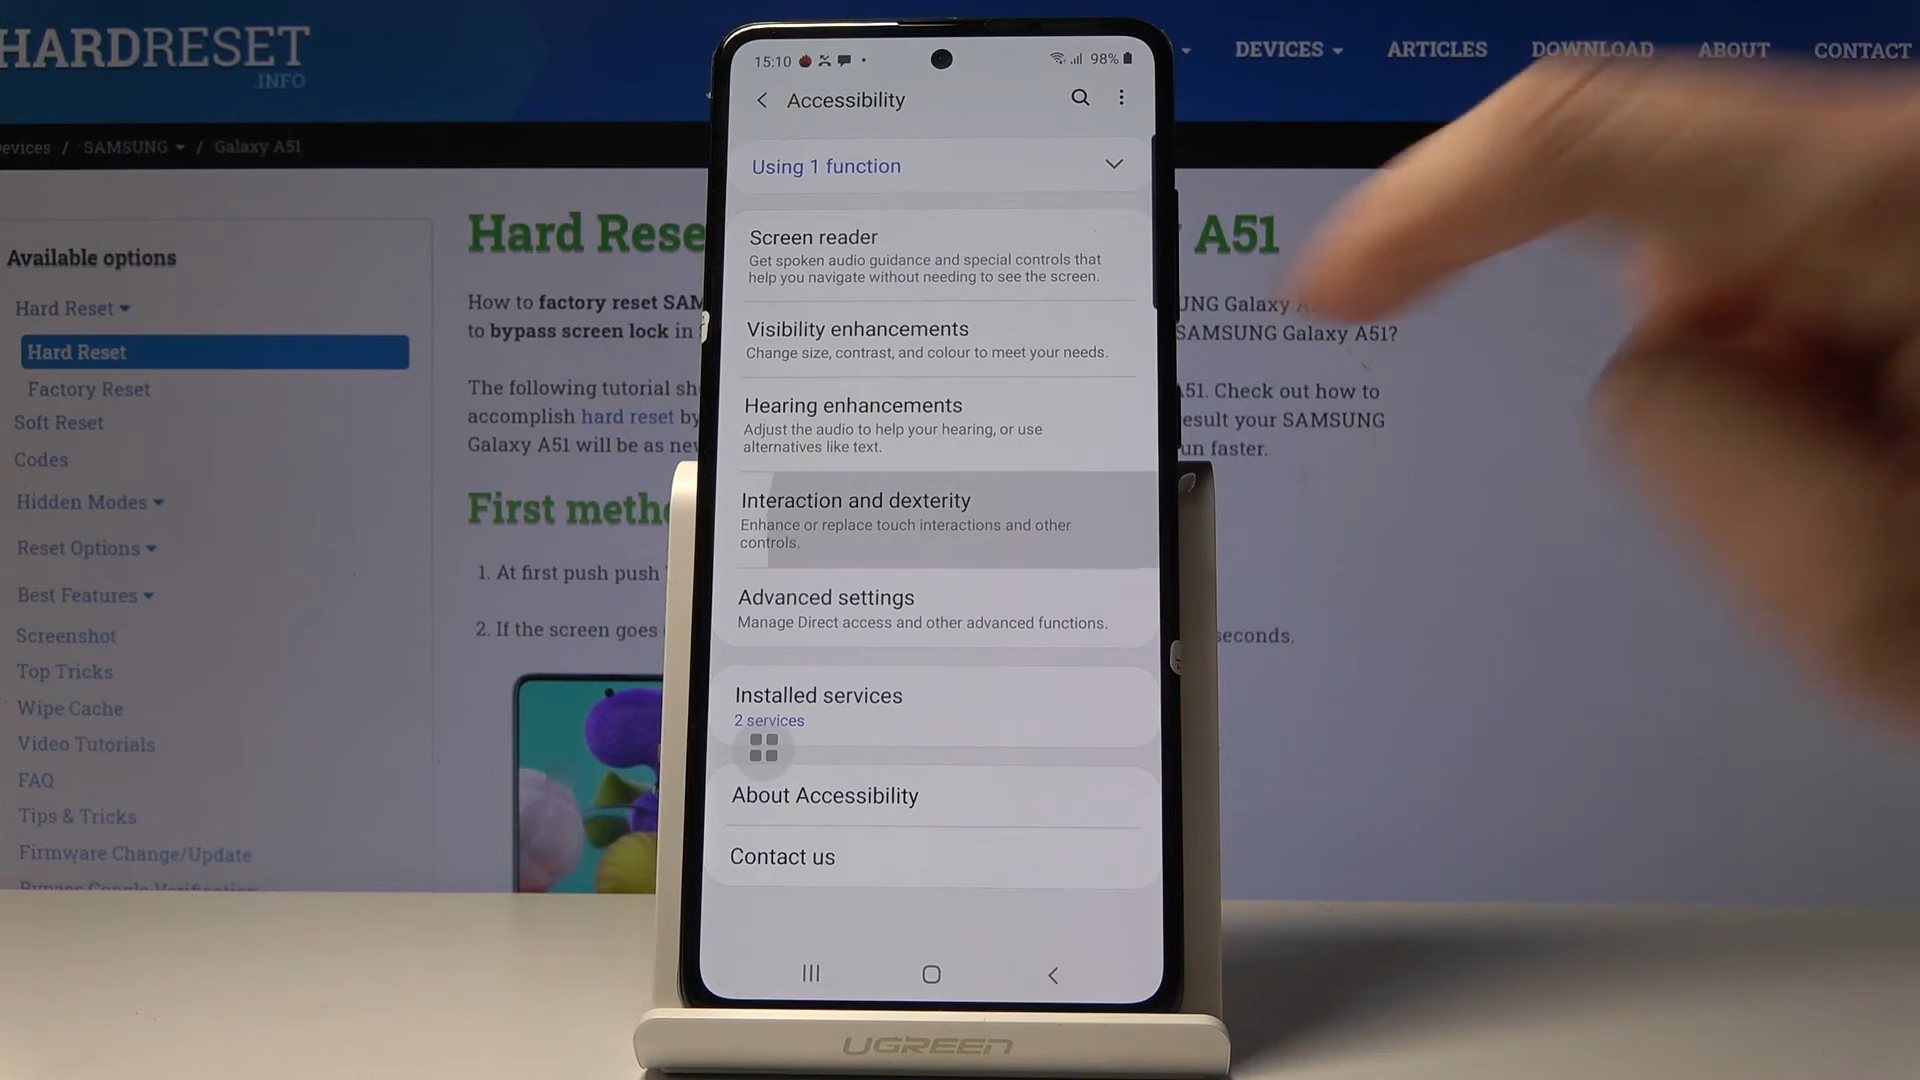 HARDRESET
.INFO
DEVICES
ARTICLES
DOWNLOAD
ABOUT
CONTACT
evices / SAMSUNG / Galaxy A51
Available options
Hard Reset
Hard Reset
Factory Reset
Soft Reset
Codes
Hidden Modes
Reset Options
Best Features
Screenshot
Top Tricks
Wipe Cache
Video Tutorials
FAQ
Tips & Tricks
Firmware Change/Update
Bypass Google Verification
Hard Rese
A51
How to factory reset SAM
UNG Galaxy
to bypass screen lock in
SAMSUNG Galaxy A51?
The following tutorial sh
A51. Check out how to
accomplish hard reset by
esult your SAMSUNG
Galaxy A51 will be as new
un faster.
First meth
1. At first push push
2. If the screen goes
seconds.
15:10
98%
Accessibility
Using 1 function
Screen reader
Get spoken audio guidance and special controls that
help you navigate without needing to see the screen.
Visibility enhancements
Change size, contrast, and colour to meet your needs.
Hearing enhancements
Adjust the audio to help your hearing, or use
alternatives like text.
Interaction and dexterity
Enhance or replace touch interactions and other
controls.
Advanced settings
Manage Direct access and other advanced functions.
Installed services
2 services
About Accessibility
Contact us
UGREEN